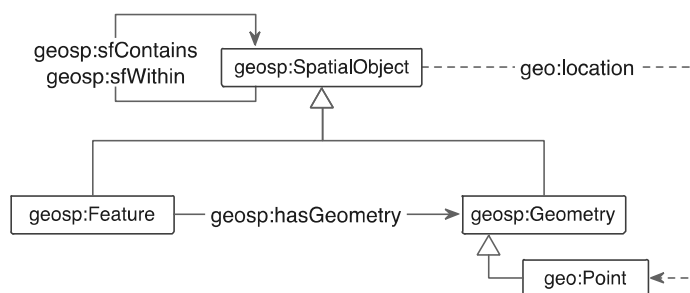 geosp:sfContains
geosp:sfWithin
geosp:SpatialObject
geo:location
geosp:Feature
geosp:hasGeometry
geosp:Geometry
geo:Point